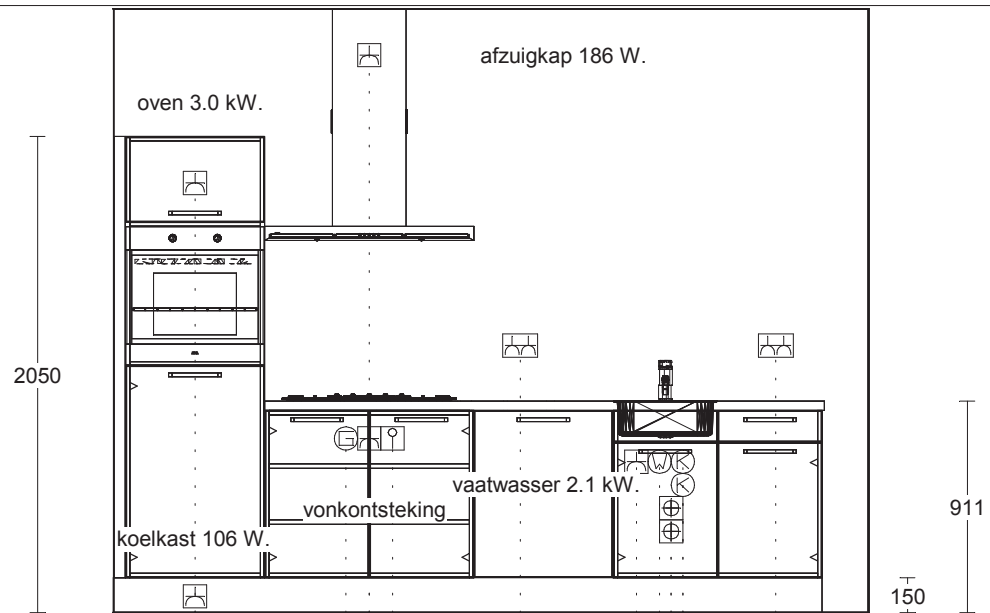 afzuigkap 186 W.
oven 3.0 kW.
2050
G
vaatwasser 2.1 kW.
W K
K
vonkontsteking
911
koelkast 106 W.
150